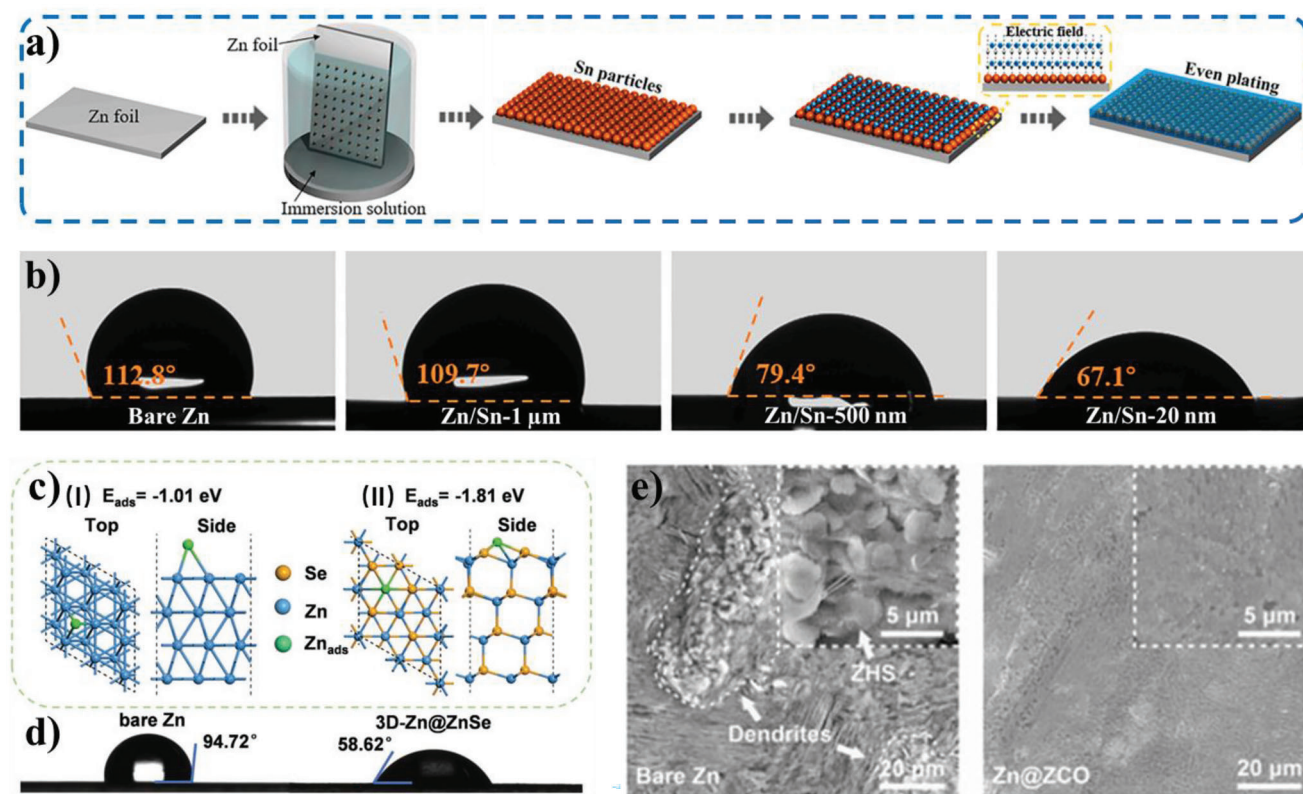 a)
Zn foil
Zn foil
Immersion solution
Sn particles
Electric field
Even plating
b)
112.8°
Bare Zn
109.7°
Zn/Sn-1 μm
79.4°
Zn/Sn-500 nm
67.1°
Zn/Sn-20 nm
c)
(I) E_ads= -1.01 eV
Top Side
(II) E_ads= -1.81 eV
Top Side
Se
Zn
Zn_ads
d)
bare Zn
94.72°
3D-Zn@ZnSe
58.62°
e)
5 μm
ZHS
Dendrites
Bare Zn
20 μm
5 μm
Zn@ZCO
20 μm